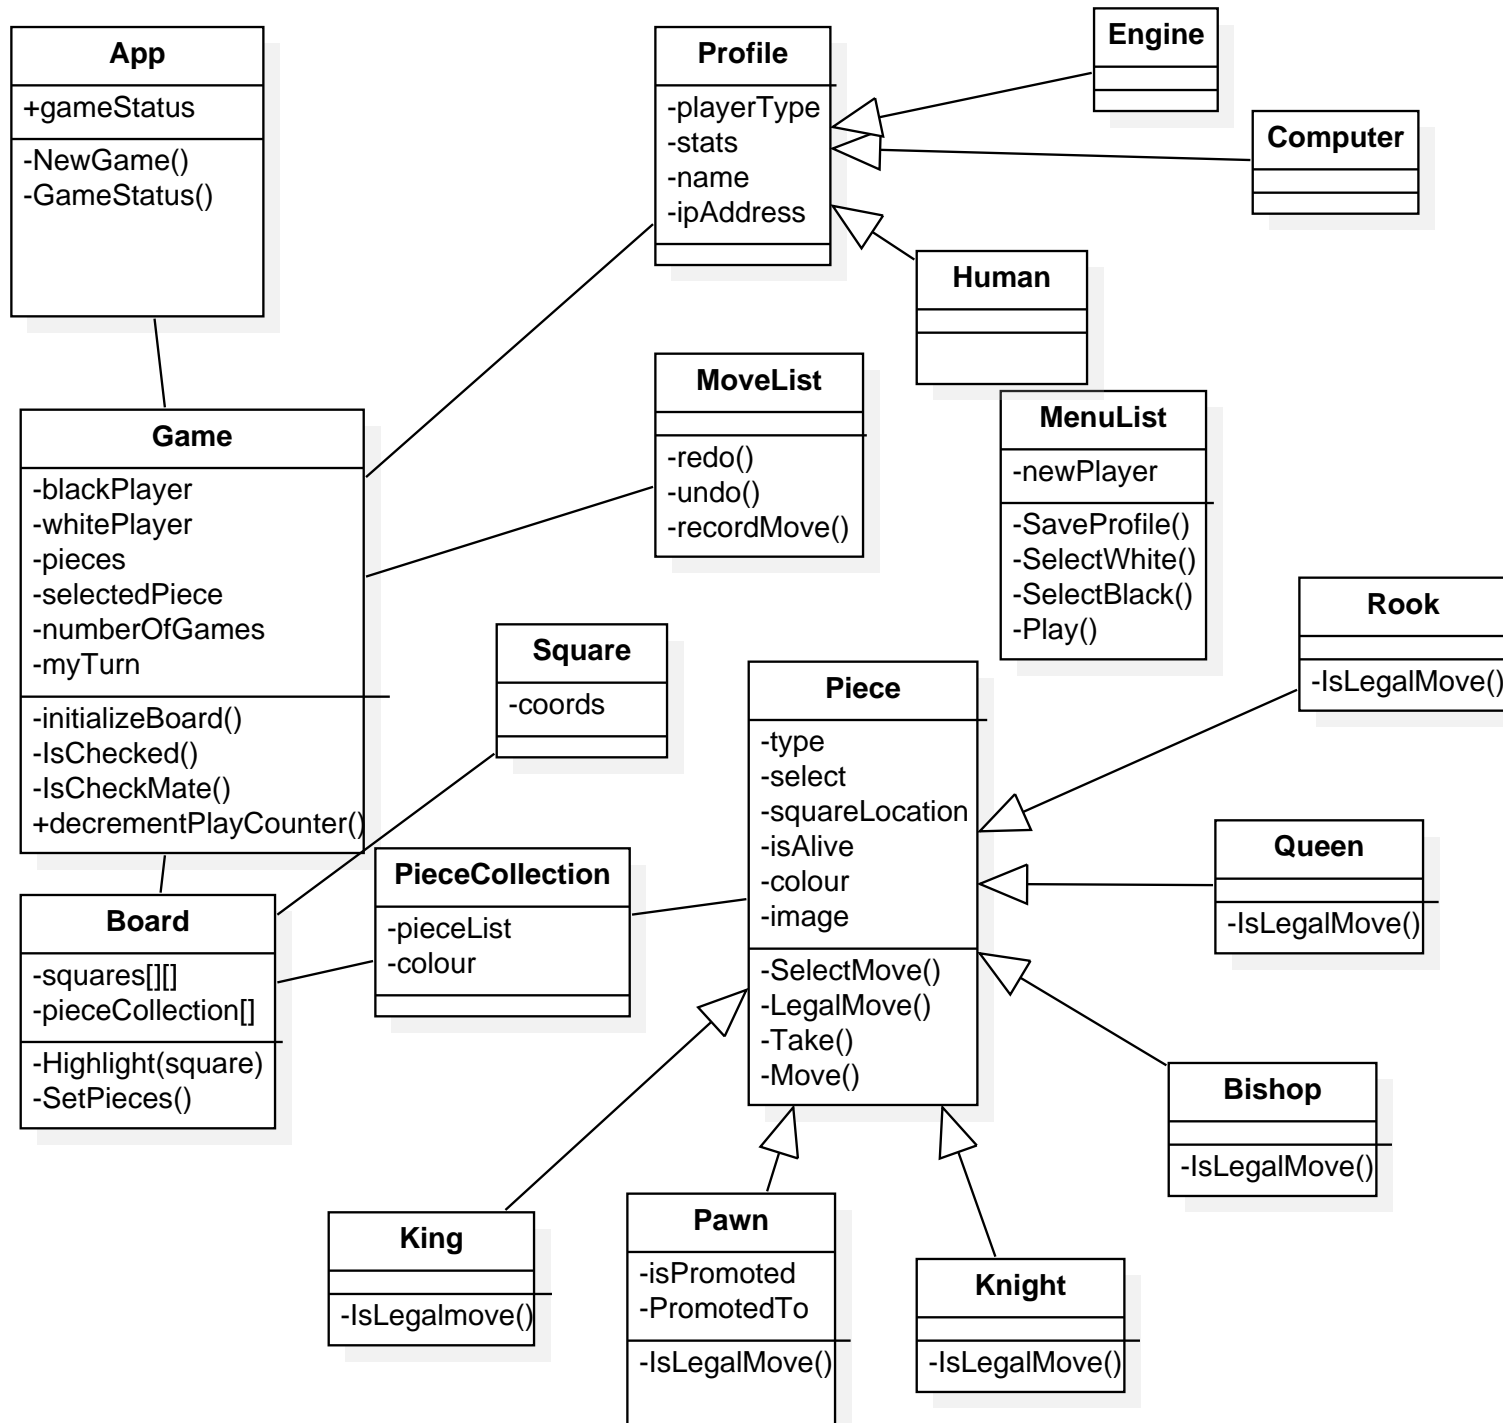 App
+gameStatus
-NewGame()
-GameStatus()
Profile
-playerType
-stats
-name
-ipAddress
Engine
Computer
Human
MoveList
-redo()
-undo()
-recordMove()
MenuList
-newPlayer
-SaveProfile()
-SelectWhite()
-SelectBlack()
-Play()
Game
-blackPlayer
-whitePlayer
-pieces
-selectedPiece
-numberOfGames
-myTurn
-initializeBoard()
-IsChecked()
-IsCheckMate()
+decrementPlayCounter()
Square
-coords
Piece
-type
-select
-squareLocation
-isAlive
-colour
-image
-SelectMove()
-LegalMove()
-Take()
-Move()
Rook
-IsLegalMove()
Queen
-IsLegalMove()
PieceCollection
-pieceList
-colour
Board
-squares[][]
-pieceCollection[]
-Highlight(square)
-SetPieces()
Bishop
-IsLegalMove()
King
-IsLegalmove()
Pawn
-isPromoted
-PromotedTo
-IsLegalMove()
Knight
-IsLegalMove()